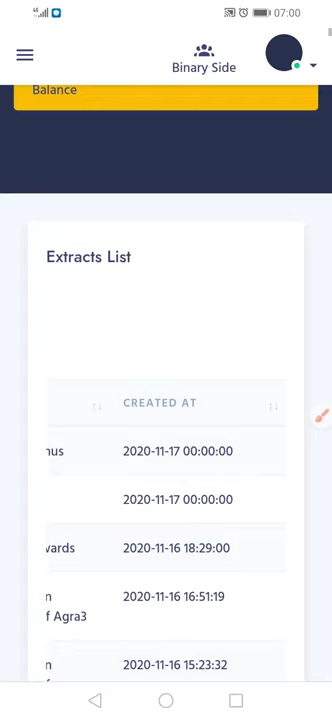 4G
07:00
Binary Side
Balance
Extracts List
CREATED AT
nus 2020-11-17 00:00:00
2020-11-17 00:00:00
wards 2020-11-16 18:29:00
n 2020-11-16 16:51:19
f Agra3
n 2020-11-16 15:23:32